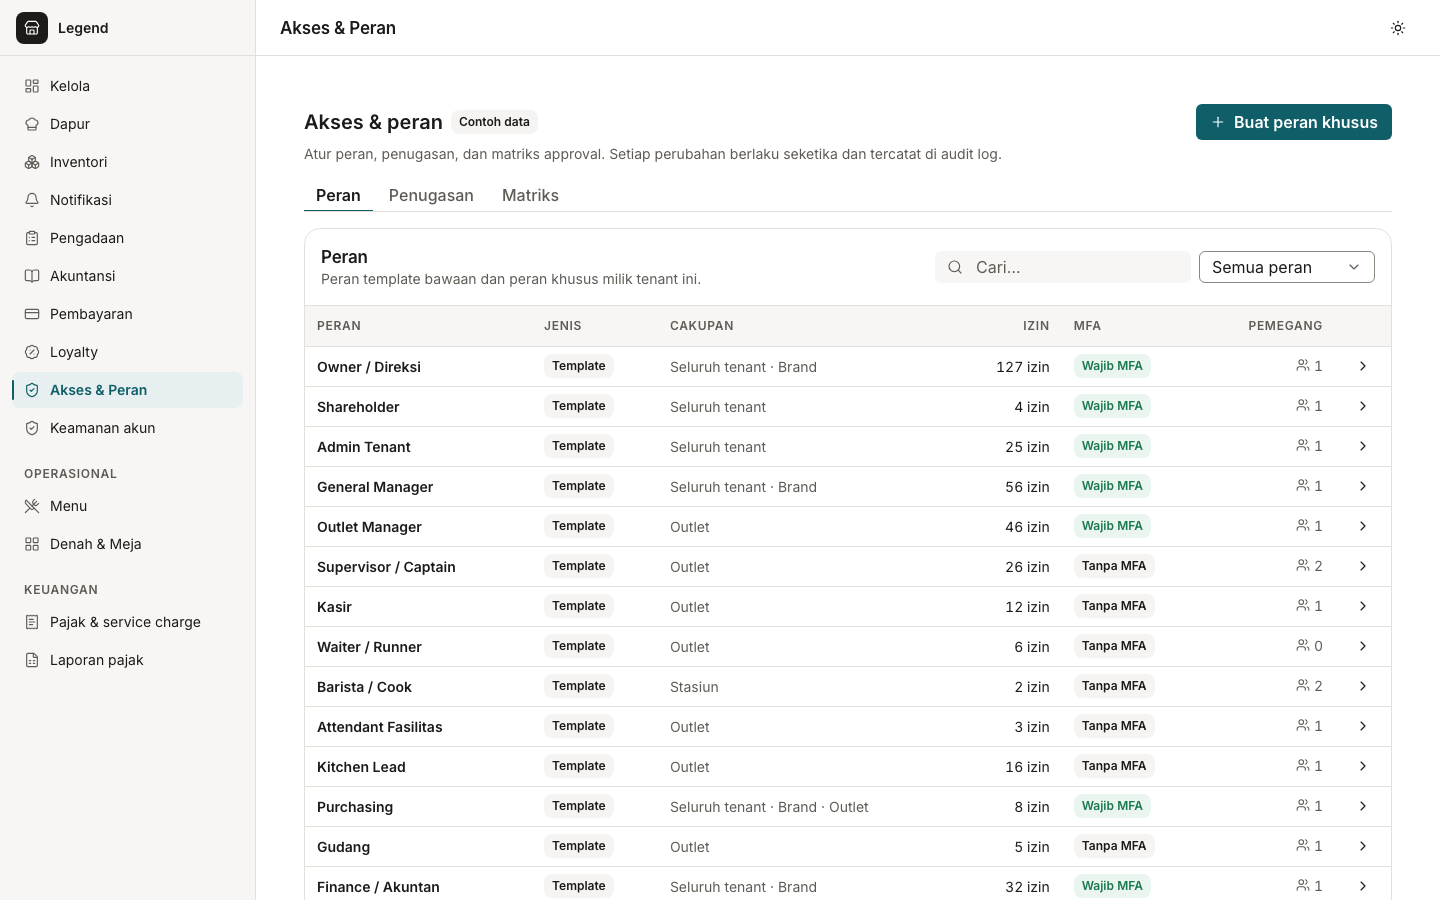 Legend
Akses & Peran
Kelola
Dapur
Inventori
Notifikasi
Pengadaan
Akuntansi
Pembayaran
Loyalty
Akses & Peran
Keamanan akun
OPERASIONAL
Menu
Denah & Meja
KEUANGAN
Pajak & service charge
Laporan pajak
Akses & peran Contoh data
Buat peran khusus
Atur peran, penugasan, dan matriks approval. Setiap perubahan berlaku seketika dan tercatat di audit log.
Peran Penugasan Matriks
Peran
Peran template bawaan dan peran khusus milik tenant ini.
Cari...
Semua peran
PERAN JENIS CAKUPAN IZIN MFA PEMEGANG
Owner / Direksi Template Seluruh tenant · Brand 127 izin Wajib MFA 1
Shareholder Template Seluruh tenant 4 izin Wajib MFA 1
Admin Tenant Template Seluruh tenant 25 izin Wajib MFA 1
General Manager Template Seluruh tenant · Brand 56 izin Wajib MFA 1
Outlet Manager Template Outlet 46 izin Wajib MFA 1
Supervisor / Captain Template Outlet 26 izin Tanpa MFA 2
Kasir Template Outlet 12 izin Tanpa MFA 1
Waiter / Runner Template Outlet 6 izin Tanpa MFA 0
Barista / Cook Template Stasiun 2 izin Tanpa MFA 2
Attendant Fasilitas Template Outlet 3 izin Tanpa MFA 1
Kitchen Lead Template Outlet 16 izin Tanpa MFA 1
Purchasing Template Seluruh tenant · Brand · Outlet 8 izin Wajib MFA 1
Gudang Template Outlet 5 izin Tanpa MFA 1
Finance / Akuntan Template Seluruh tenant · Brand 32 izin Wajib MFA 1